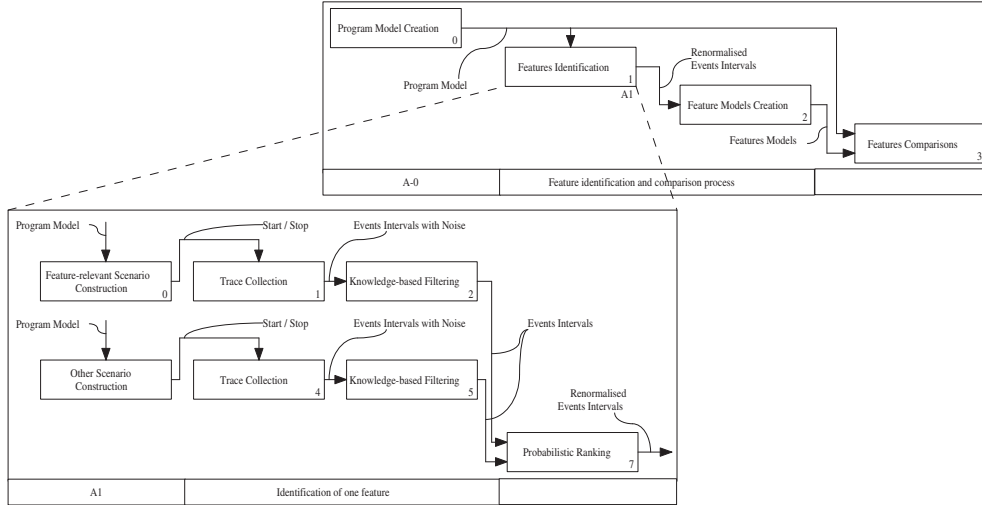 Program Model Creation
0
Program Model
Features Identification
1
A1
Renormalised
Events Intervals
Feature Models Creation
2
Features Models
Features Comparisons
3
A-0
Feature identification and comparison process
Program Model
Start / Stop
Events Intervals with Noise
Feature-relevant Scenario
Construction
0
Trace Collection
1
Knowledge-based Filtering
2
Program Model
Start / Stop
Events Intervals with Noise
Events Intervals
Other Scenario
Construction
Trace Collection
4
Knowledge-based Filtering
5
Renormalised
Events Intervals
Probabilistic Ranking
7
A1
Identification of one feature